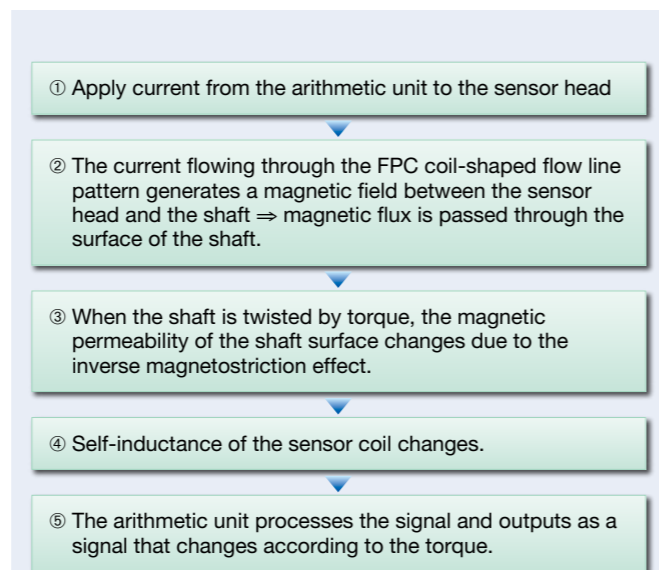 ① Apply current from the arithmetic unit to the sensor head
② The current flowing through the FPC coil-shaped flow line
pattern generates a magnetic field between the sensor
head and the shaft ⇒ magnetic flux is passed through the
surface of the shaft.
③ When the shaft is twisted by torque, the magnetic
permeability of the shaft surface changes due to the
inverse magnetostriction effect.
④ Self-inductance of the sensor coil changes.
⑤ The arithmetic unit processes the signal and outputs as a
signal that changes according to the torque.